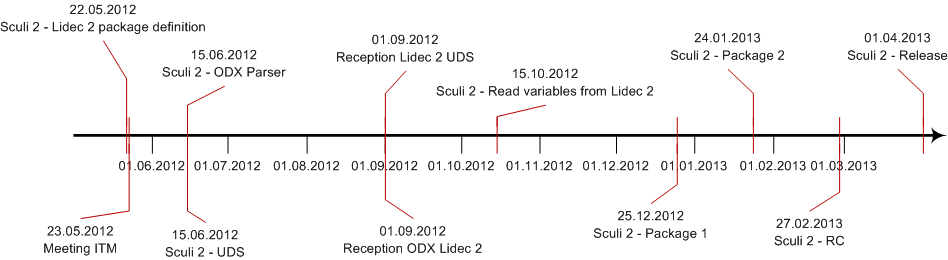 22.05.2012
Sculi 2 - Lidec 2 package definition
15.06.2012
Sculi 2 - ODX Parser
01.09.2012
Reception Lidec 2 UDS
15.10.2012
Sculi 2 - Read variables from Lidec 2
24.01.2013
Sculi 2 - Package 2
01.04.2013
Sculi 2 - Release
01.06.2012
01.07.2012
01.08.2012
01.09.2012
01.10.2012
01.11.2012
01.12.2012
01.01.2013
01.02.2013
01.03.2013
23.05.2012
Meeting ITM
15.06.2012
Sculi 2 - UDS
01.09.2012
Reception ODX Lidec 2
25.12.2012
Sculi 2 - Package 1
27.02.2013
Sculi 2 - RC